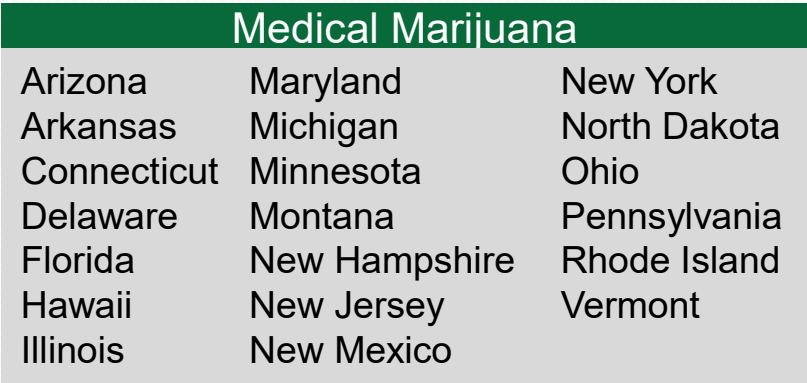 Medical Marijuana
Arizona
Arkansas
Connecticut
Delaware
Florida
Hawaii
Illinois
Maryland
Michigan
Minnesota
Montana
New Hampshire
New Jersey
New Mexico
New York
North Dakota
Ohio
Pennsylvania
Rhode Island
Vermont